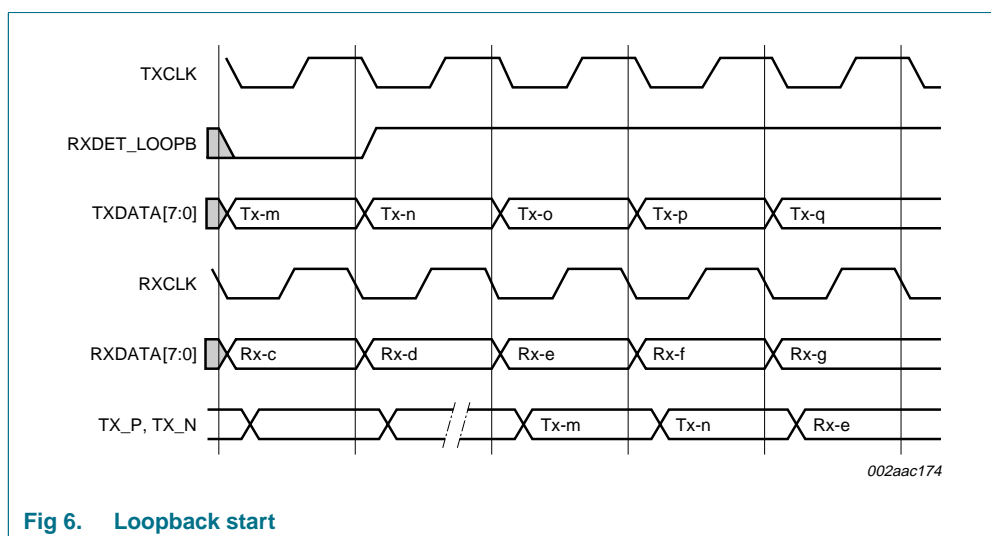 TXCLK
RXDET_LOOPB
TXDATA[7:0] Tx-m Tx-n Tx-o Tx-p Tx-q
RXCLK
RXDATA[7:0] Rx-c Rx-d Rx-e Rx-f Rx-g
TX_P, TX_N Tx-m Tx-n Rx-e
002aac174
Fig 6. Loopback start